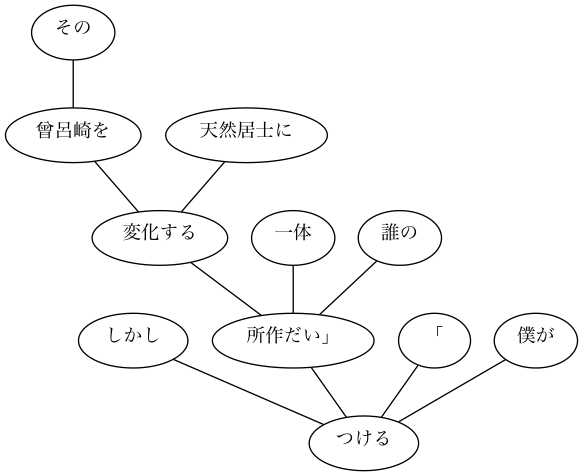 その
曾呂崎を
天然居士に
変化する
一体
誰の
しかし
所作だい」
「
僕が
つける